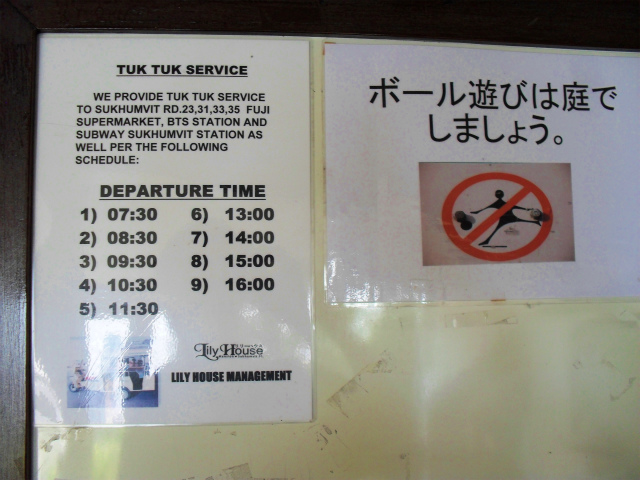 TUK TUK SERVICE
WE PROVIDE TUK TUK SERVICE
TO SUKHUMVIT RD.23,31,33,35 FUJI
SUPERMARKET, BTS STATION AND
SUBWAY SUKHUMVIT STATION AS
WELL PER THE FOLLOWING
SCHEDULE:
DEPARTURE TIME
1) 07:30 6) 13:00
2) 08:30 7) 14:00
3) 09:30 8) 15:00
4) 10:30 9) 16:00
5) 11:30
Lily House
LILY HOUSE MANAGEMENT
ボール遊びは庭で
しましょう。